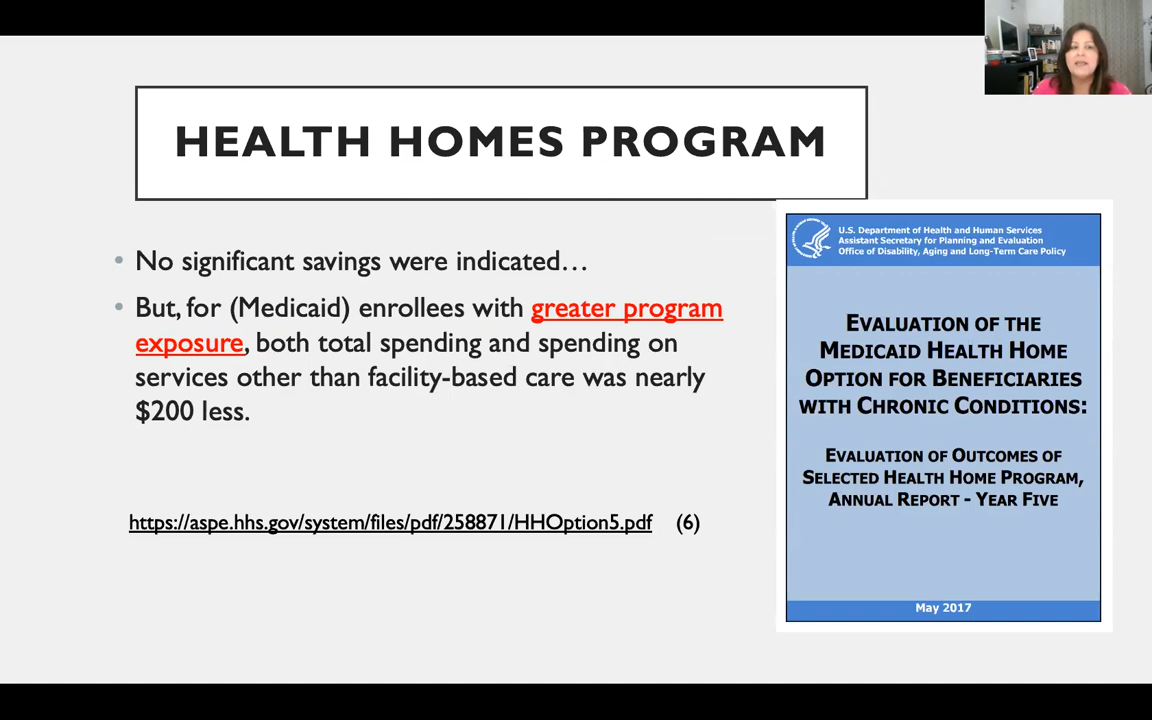 HEALTH HOMES PROGRAM
• No significant savings were indicated…
• But, for (Medicaid) enrollees with greater program
exposure, both total spending and spending on
services other than facility-based care was nearly
$200 less.
https://aspe.hhs.gov/system/files/pdf/258871/HHOption5.pdf (6)
U.S. Department of Health and Human Services
Assistant Secretary for Planning and Evaluation
Office of Disability, Aging and Long-Term Care Policy
EVALUATION OF THE
MEDICAID HEALTH HOME
OPTION FOR BENEFICIARIES
WITH CHRONIC CONDITIONS:
EVALUATION OF OUTCOMES OF
SELECTED HEALTH HOME PROGRAM,
ANNUAL REPORT - YEAR FIVE
May 2017